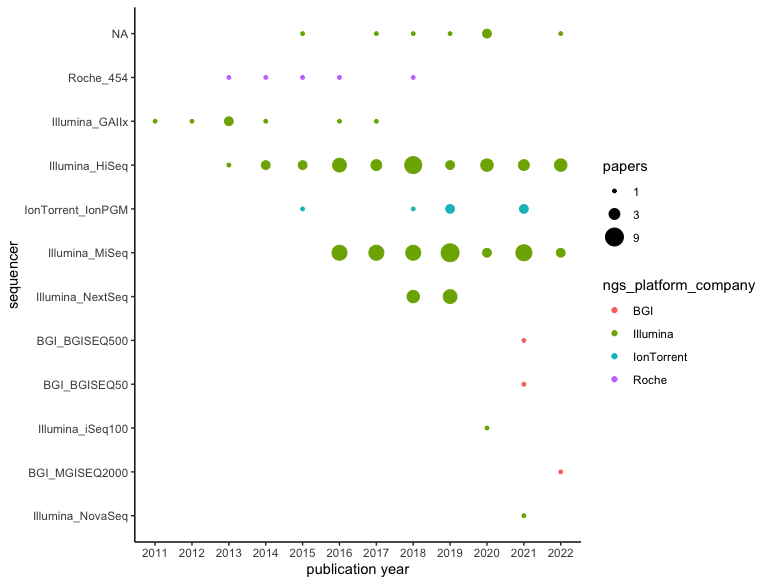 NA
Roche_454
Illumina_GAIIx
Illumina_HiSeq
IonTorrent_IonPGM
Illumina_MiSeq
Illumina_NextSeq
BGI_BGISEQ500
BGI_BGISEQ50
Illumina_iSeq100
BGI_MGISEQ2000
Illumina_NovaSeq
sequencer
2011 2012 2013 2014 2015 2016 2017 2018 2019 2020 2021 2022
publication year
papers
1
3
9
ngs_platform_company
BGI
Illumina
IonTorrent
Roche